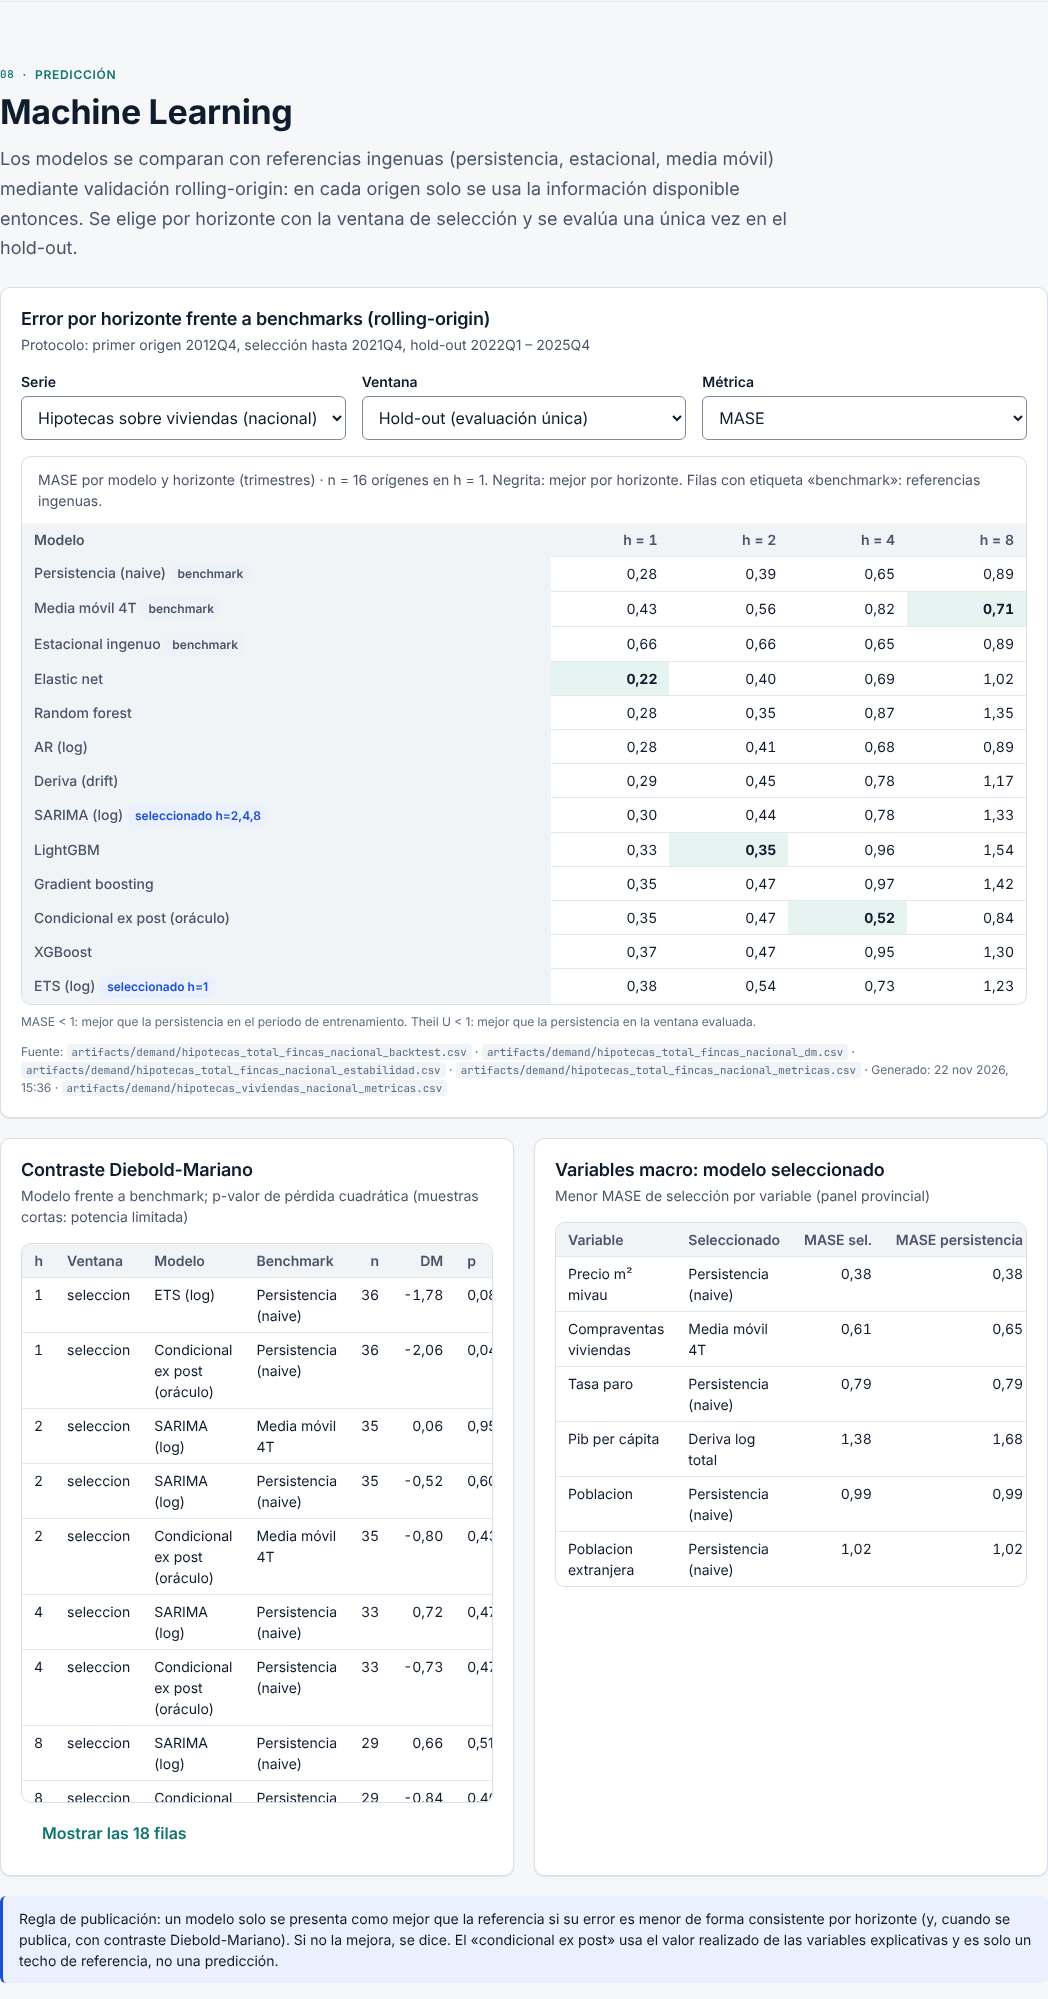 08 · PREDICCIÓN
Machine Learning
Los modelos se comparan con referencias ingenuas (persistencia, estacional, media móvil)
mediante validación rolling-origin: en cada origen solo se usa la información disponible
entonces. Se elige por horizonte con la ventana de selección y se evalúa una única vez en el
hold-out.
Error por horizonte frente a benchmarks (rolling-origin)
Protocolo: primer origen 2012Q4, selección hasta 2021Q4, hold-out 2022Q1 – 2025Q4
Serie Ventana Métrica
Hipotecas sobre viviendas (nacional) Hold-out (evaluación única) MASE
MASE por modelo y horizonte (trimestres) · n = 16 orígenes en h = 1. Negrita: mejor por horizonte. Filas con etiqueta «benchmark»: referencias
ingenuas.
Modelo h = 1 h = 2 h = 4 h = 8
Persistencia (naive) benchmark 0,28 0,39 0,65 0,89
Media móvil 4T benchmark 0,43 0,56 0,82 0,71
Estacional ingenuo benchmark 0,66 0,66 0,65 0,89
Elastic net 0,22 0,40 0,69 1,02
Random forest 0,28 0,35 0,87 1,35
AR (log) 0,28 0,41 0,68 0,89
Deriva (drift) 0,29 0,45 0,78 1,17
SARIMA (log) seleccionado h=2,4,8 0,30 0,44 0,78 1,33
LightGBM 0,33 0,35 0,96 1,54
Gradient boosting 0,35 0,47 0,97 1,42
Condicional ex post (oráculo) 0,35 0,47 0,52 0,84
XGBoost 0,37 0,47 0,95 1,30
ETS (log) seleccionado h=1 0,38 0,54 0,73 1,23
MASE < 1: mejor que la persistencia en el periodo de entrenamiento. Theil U < 1: mejor que la persistencia en la ventana evaluada.
Fuente: artifacts/demand/hipotecas_total_fincas_nacional_backtest.csv · artifacts/demand/hipotecas_total_fincas_nacional_dm.csv ·
artifacts/demand/hipotecas_total_fincas_nacional_estabilidad.csv · artifacts/demand/hipotecas_total_fincas_nacional_metricas.csv · Generado: 22 nov 2026,
15:36 · artifacts/demand/hipotecas_viviendas_nacional_metricas.csv
Contraste Diebold-Mariano
Modelo frente a benchmark; p-valor de pérdida cuadrática (muestras
cortas: potencia limitada)
h Ventana Modelo Benchmark n DM p
1 seleccion ETS (log) Persistencia 36 -1,78 0,08
(naive)
1 seleccion Condicional Persistencia 36 -2,06 0,04
ex post (naive)
(oráculo)
2 seleccion SARIMA Media móvil 35 0,06 0,95
(log) 4T
2 seleccion SARIMA Persistencia 35 -0,52 0,60
(log) (naive)
2 seleccion Condicional Media móvil 35 -0,80 0,43
ex post 4T
(oráculo)
4 seleccion SARIMA Persistencia 33 0,72 0,47
(log) (naive)
4 seleccion Condicional Persistencia 33 -0,73 0,47
ex post (naive)
(oráculo)
8 seleccion SARIMA Persistencia 29 0,66 0,51
(log) (naive)
8 seleccion Condicional Persistencia 29 -0,84
Mostrar las 18 filas
Variables macro: modelo seleccionado
Menor MASE de selección por variable (panel provincial)
Variable Seleccionado MASE sel. MASE persistencia
Precio m² Persistencia 0,38 0,38
mivau (naive)
Compraventas Media móvil 0,61 0,65
viviendas 4T
Tasa paro Persistencia 0,79 0,79
(naive)
Pib per cápita Deriva log 1,38 1,68
total
Poblacion Persistencia 0,99 0,99
(naive)
Poblacion Persistencia 1,02 1,02
extranjera (naive)
Regla de publicación: un modelo solo se presenta como mejor que la referencia si su error es menor de forma consistente por horizonte (y, cuando se
publica, con contraste Diebold-Mariano). Si no la mejora, se dice. El «condicional ex post» usa el valor realizado de las variables explicativas y es solo un
techo de referencia, no una predicción.